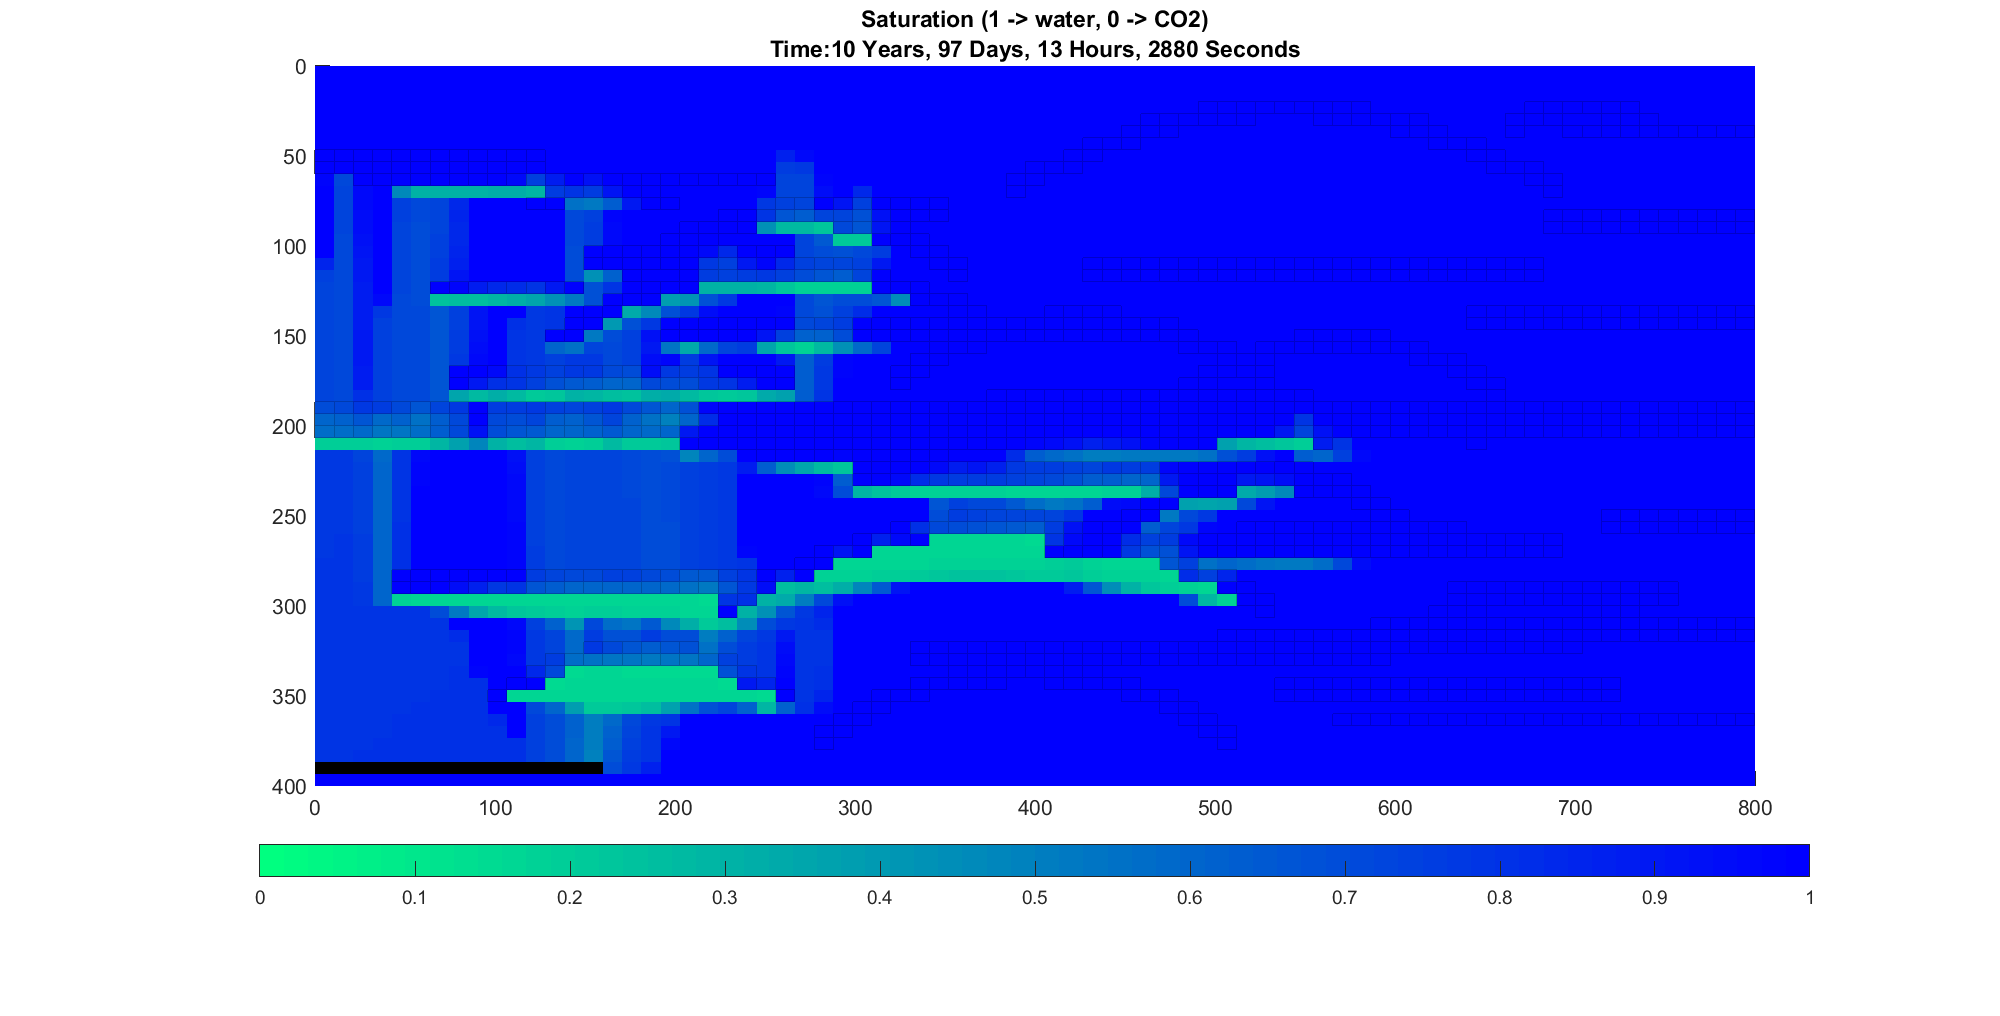 Saturation (1 -> water, 0 -> CO2)
Time:10 Years, 97 Days, 13 Hours, 2880 Seconds
0
50
100
150
200
250
300
350
400
0 100 200 300 400 500 600 700 800
0 0.1 0.2 0.3 0.4 0.5 0.6 0.7 0.8 0.9 1